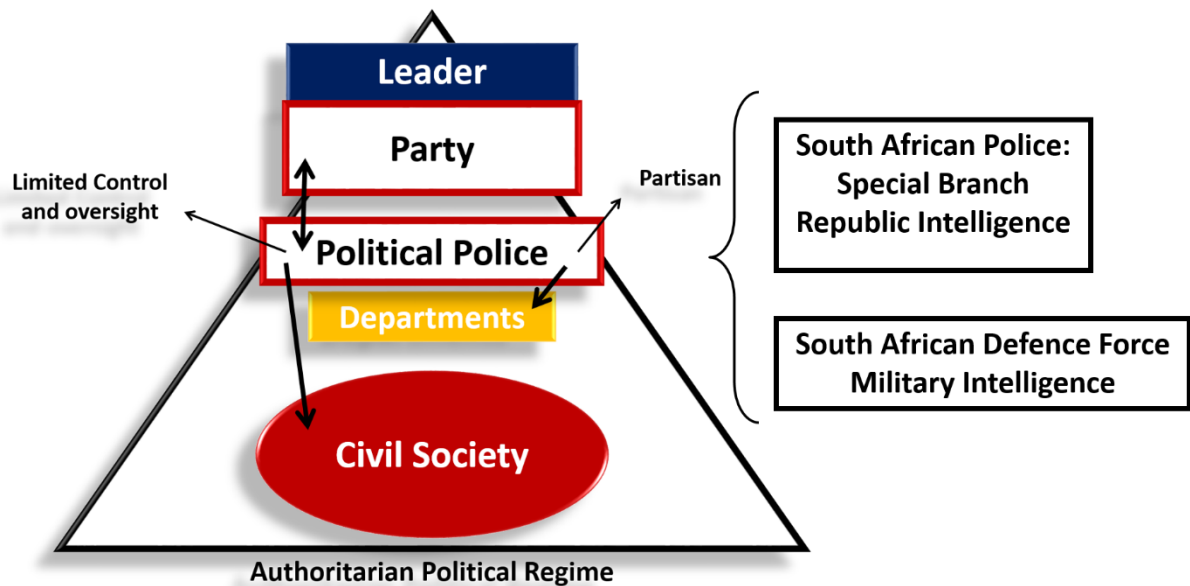 Leader
Party
Limited Control
and oversight
Partisan
Political Police
Departments
Civil Society
Authoritarian Political Regime
South African Police:
Special Branch
Republic Intelligence
South African Defence Force
Military Intelligence